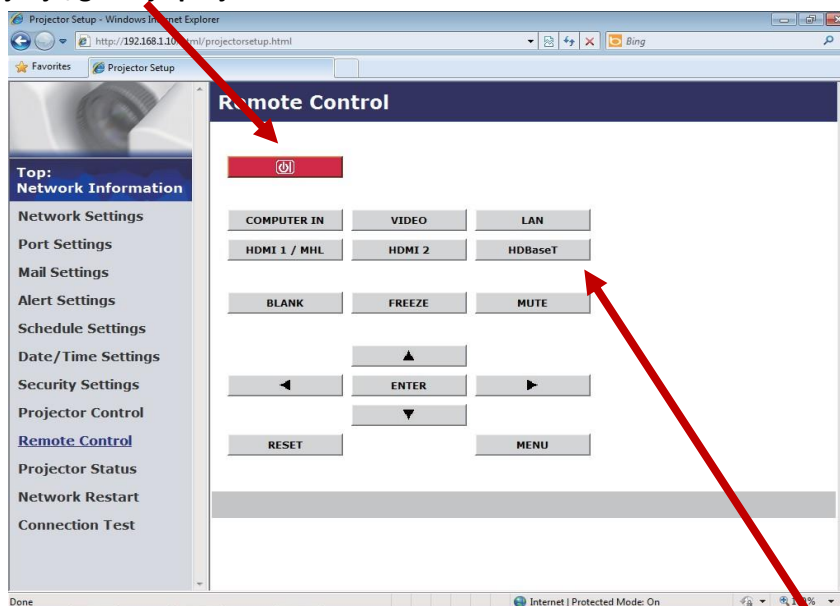 Projector Setup - Windows Internet Explorer
http://192.168.1.10/html/projectorsetup.html
Bing
Favorites
Projector Setup
Remote Control
Top:
Network Information
Network Settings
Port Settings
Mail Settings
Alert Settings
Schedule Settings
Date/Time Settings
Security Settings
Projector Control
Remote Control
Projector Status
Network Restart
Connection Test
COMPUTER IN VIDEO LAN
HDMI 1 / MHL HDMI 2 HDBaseT
BLANK FREEZE MUTE
ENTER
RESET MENU
Done
Internet | Protected Mode: On